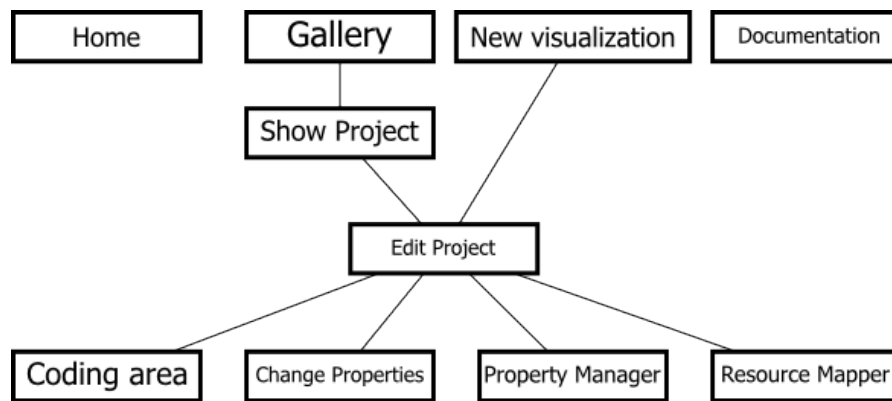 Home
Gallery
New visualization
Documentation
Show Project
Edit Project
Coding area
Change Properties
Property Manager
Resource Mapper